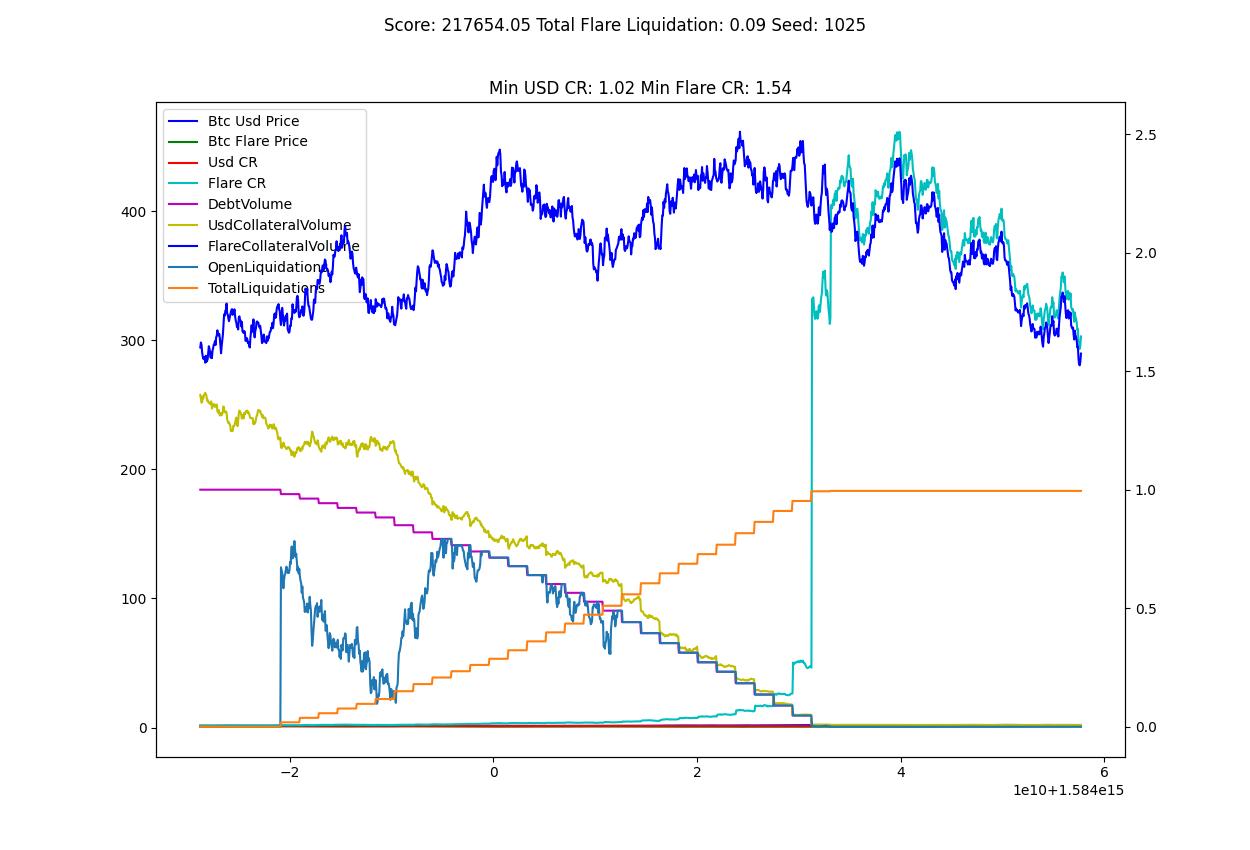 Score: 217654.05 Total Flare Liquidation: 0.09 Seed: 1025
Min USD CR: 1.02 Min Flare CR: 1.54
Btc Usd Price
Btc Flare Price
Usd CR
Flare CR
DebtVolume
UsdCollateralVolume
FlareCollateralVolume
OpenLiquidations
TotalLiquidations
400
300
200
100
0
2.5
2.0
1.5
1.0
0.5
0.0
−2
0
2
4
6
1e10+1.584e15